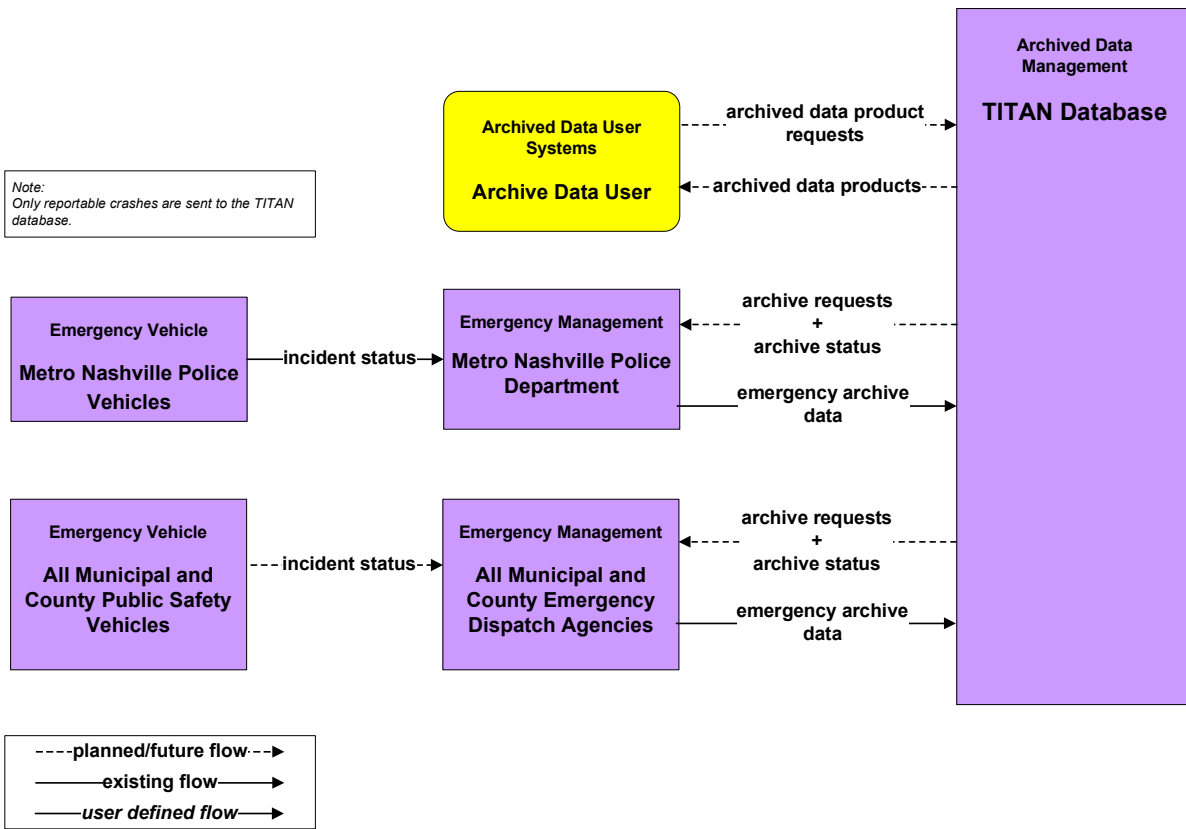 Archived Data
Management
TITAN Database
Archived Data User
Systems
Archive Data User
archived data product
requests
archived data products
Note:
Only reportable crashes are sent to the TITAN
database.
Emergency Vehicle
Metro Nashville Police
Vehicles
incident status
Emergency Management
Metro Nashville Police
Department
archive requests
+
archive status
emergency archive
data
Emergency Vehicle
All Municipal and
County Public Safety
Vehicles
incident status
Emergency Management
All Municipal and
County Emergency
Dispatch Agencies
archive requests
+
archive status
emergency archive
data
planned/future flow
existing flow
user defined flow